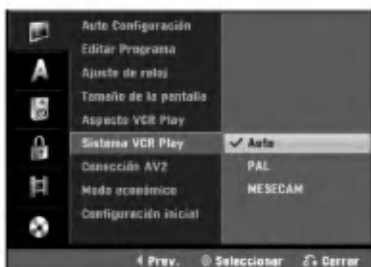 Auto Configuración
Editar Programa
Ajuste de reloj
Tamaño de la pantalla
Aspecto VCR Play
Sistema VCR Play ✓ Auto
Conección AV2 PAL
Modo económico MESECAM
Configuración inicial
A
Prev. Seleccionar Cerrar